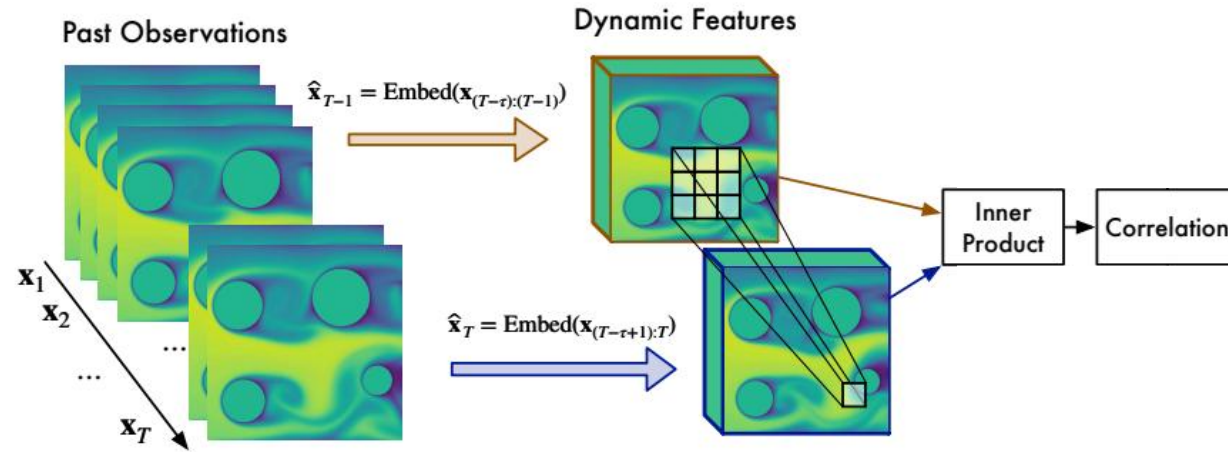 Past Observations
Dynamic Features
x̂_{T−1} = Embed(x_{(T−τ):(T−1)})
Inner
Product
Correlation
x_1
x_2
...
...
x_T
x̂_T = Embed(x_{(T−τ+1):T})